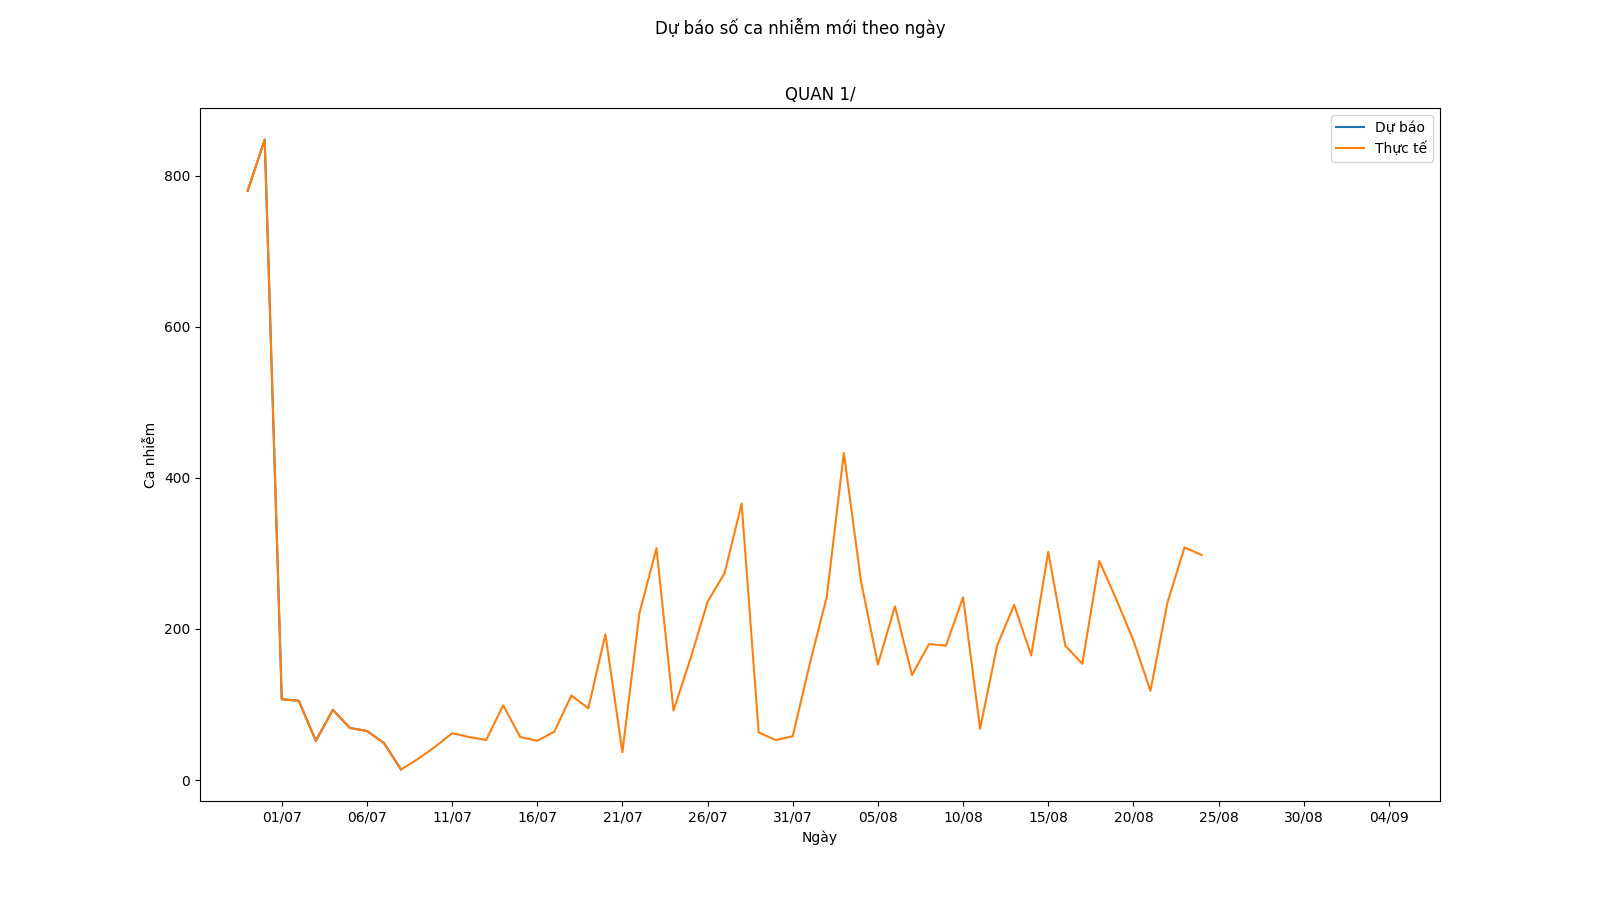 Dự báo số ca nhiễm mới theo ngày
QUAN 1/
Dự báo
Thực tế
800
600
400
200
0
Ca nhiễm
01/07 06/07 11/07 16/07 21/07 26/07 31/07 05/08 10/08 15/08 20/08 25/08 30/08 04/09
Ngày